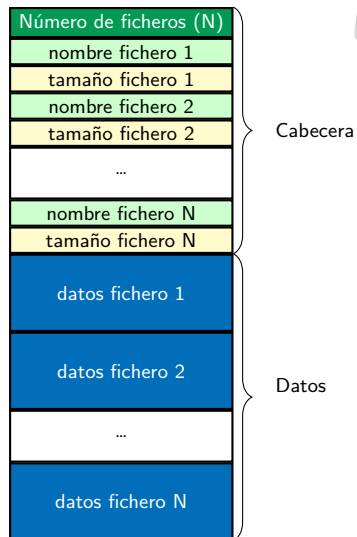 Número de ficheros (N)
nombre fichero 1
tamaño fichero 1
nombre fichero 2
tamaño fichero 2
...
nombre fichero N
tamaño fichero N
Cabecera
datos fichero 1
datos fichero 2
...
datos fichero N
Datos